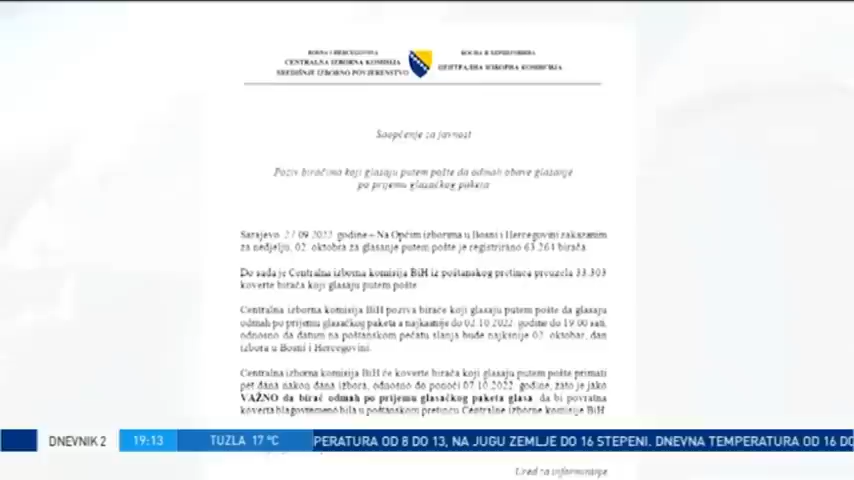 BOSNA I HERCEGOVINA
CENTRALNA IZBORNA KOMISIJA
SREDIŠNJE IZBORNO POVJERENSTVO
БОСНА И ХЕРЦЕГОВИНА
ЦЕНТРАЛНА ИЗБОРНА КОМИСИЈА
Saopćenje za javnost
Poziv biračima koji glasaju putem pošte da odmah obave glasanje
po prijemu glasačkog paketa
Sarajevo, 27.09.2022. godine – Na Općim izborima u Bosni i Hercegovini zakazanim
za nedjelju, 02. oktobra za glasanje putem pošte je registrirano 63.261 birača.
Do sada je Centralna izborna komisija BiH iz poštanskog pretinca preuzela 33.303
koverte birača koji glasaju putem pošte.
Centralna izborna komisija BiH poziva birače koji glasaju putem pošte da glasaju
odmah po prijemu glasačkog paketa a najkasnije do 02.10.2022. godine do 19.00 sati,
odnosno da datum na poštanskom pečatu slanja bude najksnije 02. oktobar, dan
izbora u Bosni i Hercegovini.
Centralna izborna komisija BiH će koverte birača koji glasaju putem pošte primati
pet dana nakon dana izbora, odnosno do ponoći 07.10.2022. godine, zato je jako
VAŽNO da birač odmah po prijemu glasačkog paketa glasa da bi povratna
koverta blagovremeno bila u poštanskom pretincu Centralne izborne komisije BiH.
DNEVNIK 2
19:13
TUZLA 17 °C
PERATURA OD 8 DO 13, NA JUGU ZEMLJE DO 16 STEPENI. DNEVNA TEMPERATURA OD 16 DO
Ured za informisanje